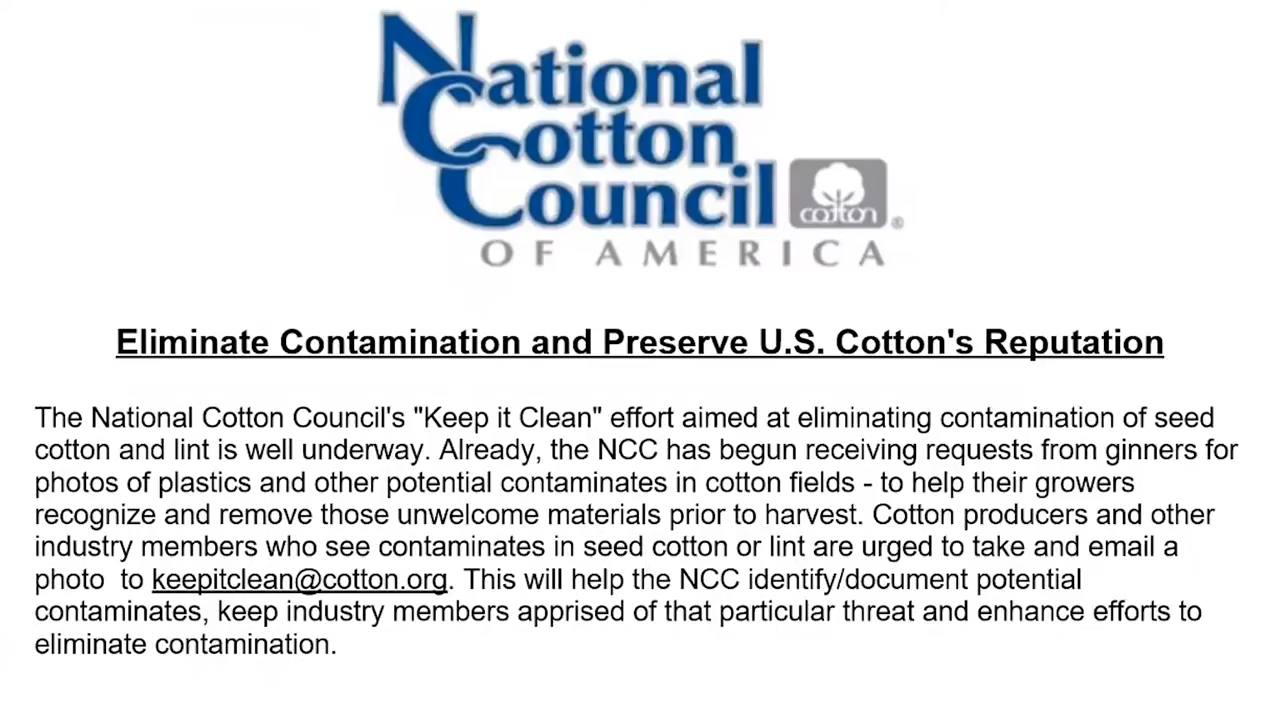 National
Cotton
Council
cotton ®
OF AMERICA
Eliminate Contamination and Preserve U.S. Cotton's Reputation
The National Cotton Council's "Keep it Clean" effort aimed at eliminating contamination of seed
cotton and lint is well underway. Already, the NCC has begun receiving requests from ginners for
photos of plastics and other potential contaminates in cotton fields - to help their growers
recognize and remove those unwelcome materials prior to harvest. Cotton producers and other
industry members who see contaminates in seed cotton or lint are urged to take and email a
photo  to keepitclean@cotton.org. This will help the NCC identify/document potential
contaminates, keep industry members apprised of that particular threat and enhance efforts to
eliminate contamination.